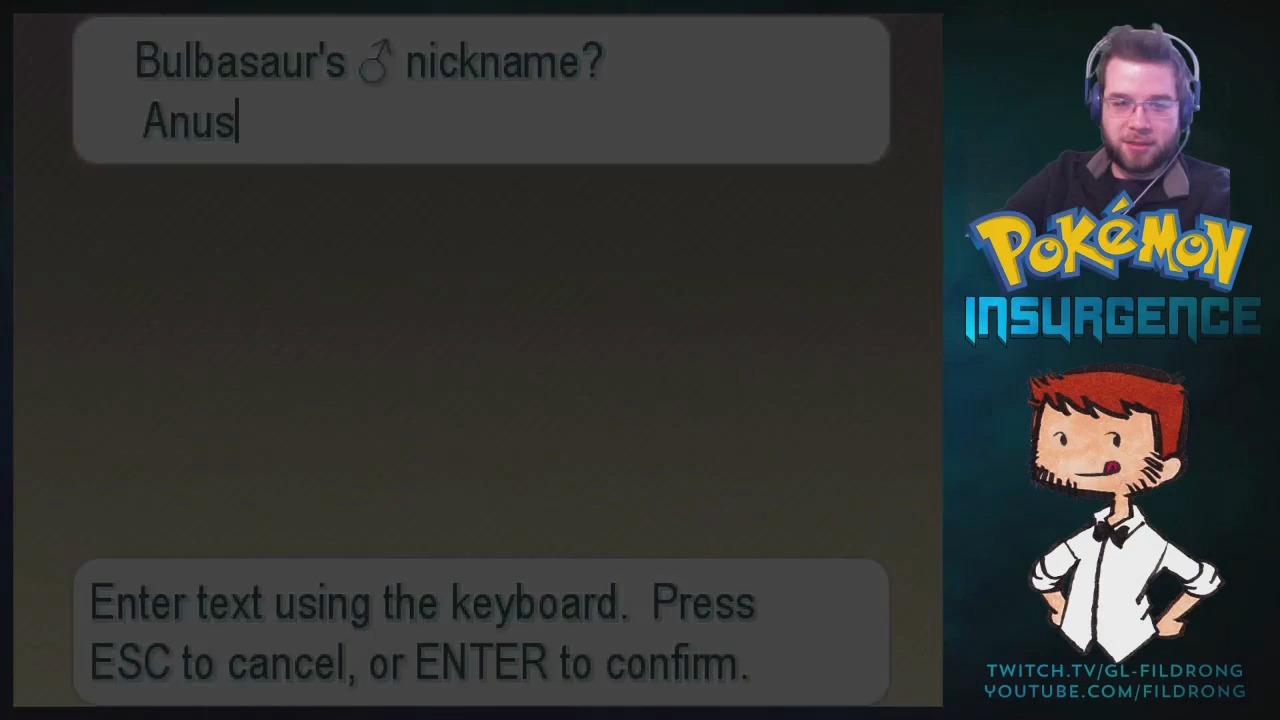 Bulbasaur's ♂ nickname?
Anus
Enter text using the keyboard. Press
ESC to cancel, or ENTER to confirm.
POKéMON
INSURGENCE
TWITCH.TV/GL-FILDRONG
YOUTUBE.COM/FILDRONG